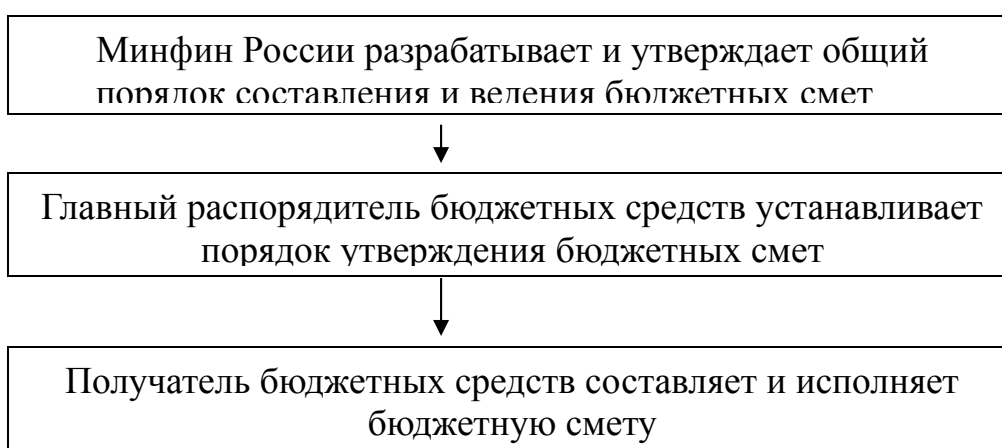 Минфин России разрабатывает и утверждает общий
порядок составления и ведения бюджетных смет
Главный распорядитель бюджетных средств устанавливает
порядок утверждения бюджетных смет
Получатель бюджетных средств составляет и исполняет
бюджетную смету